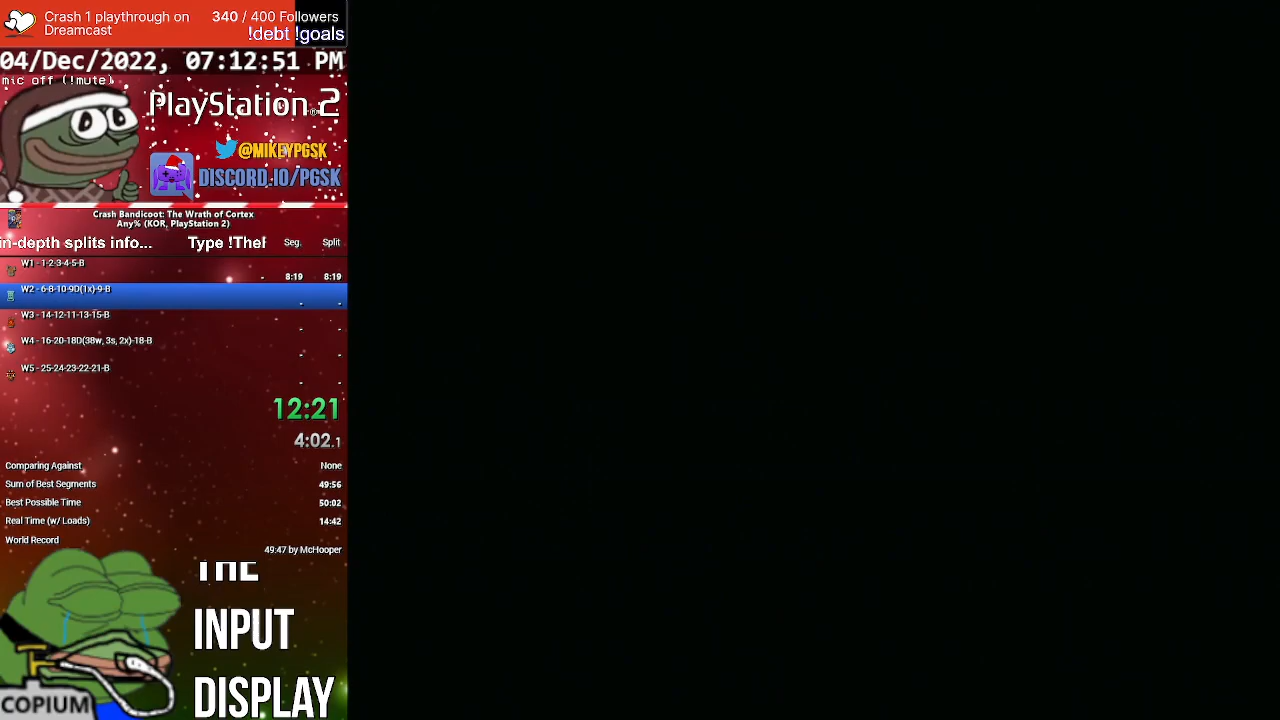 Crash 1 playthrough on
Dreamcast
340 / 400 Followers
!debt !goals
04/Dec/2022, 07:12:51 PM
mic off (!mute)
PlayStation®2
@MIKEYPGSK
DISCORD.IO/PGSK
Crash Bandicoot: The Wrath of Cortex
Any% (KOR, PlayStation 2)
in-depth splits info... Type !The Seg. Split
W1 - 1-2-3-4-5-B
- 8:19 8:19
W2 - 6-8-10-9D(1x)-9-B
- -
W3 - 14-12-11-13-15-B
- -
W4 - 16-20-18D(38w, 3s, 2x)-18-B
- -
W5 - 25-24-23-22-21-B
- -
12:21
4:02.1
Comparing Against None
Sum of Best Segments 49:56
Best Possible Time 50:02
Real Time (w/ Loads) 14:42
World Record
49:47 by McHooper
THE
INPUT
DISPLAY
COPIUM